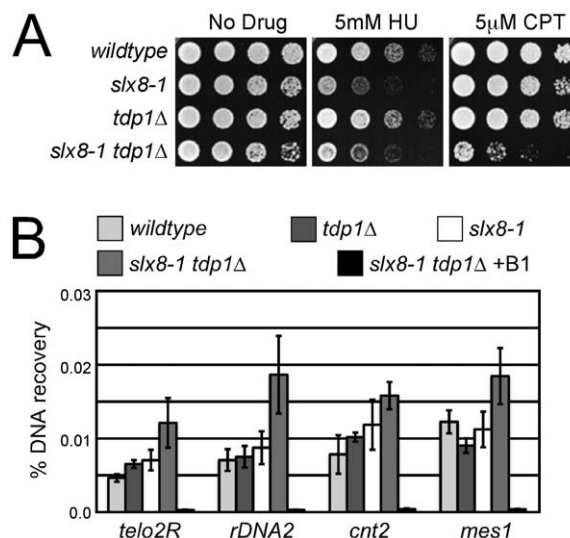 A
No Drug 5mM HU 5μM CPT
wildtype
slx8-1
tdp1Δ
slx8-1 tdp1Δ
B
wildtype tdp1Δ slx8-1
slx8-1 tdp1Δ slx8-1 tdp1Δ +B1
% DNA recovery
0.03
0.02
0.01
0.0
telo2R rDNA2 cnt2 mes1